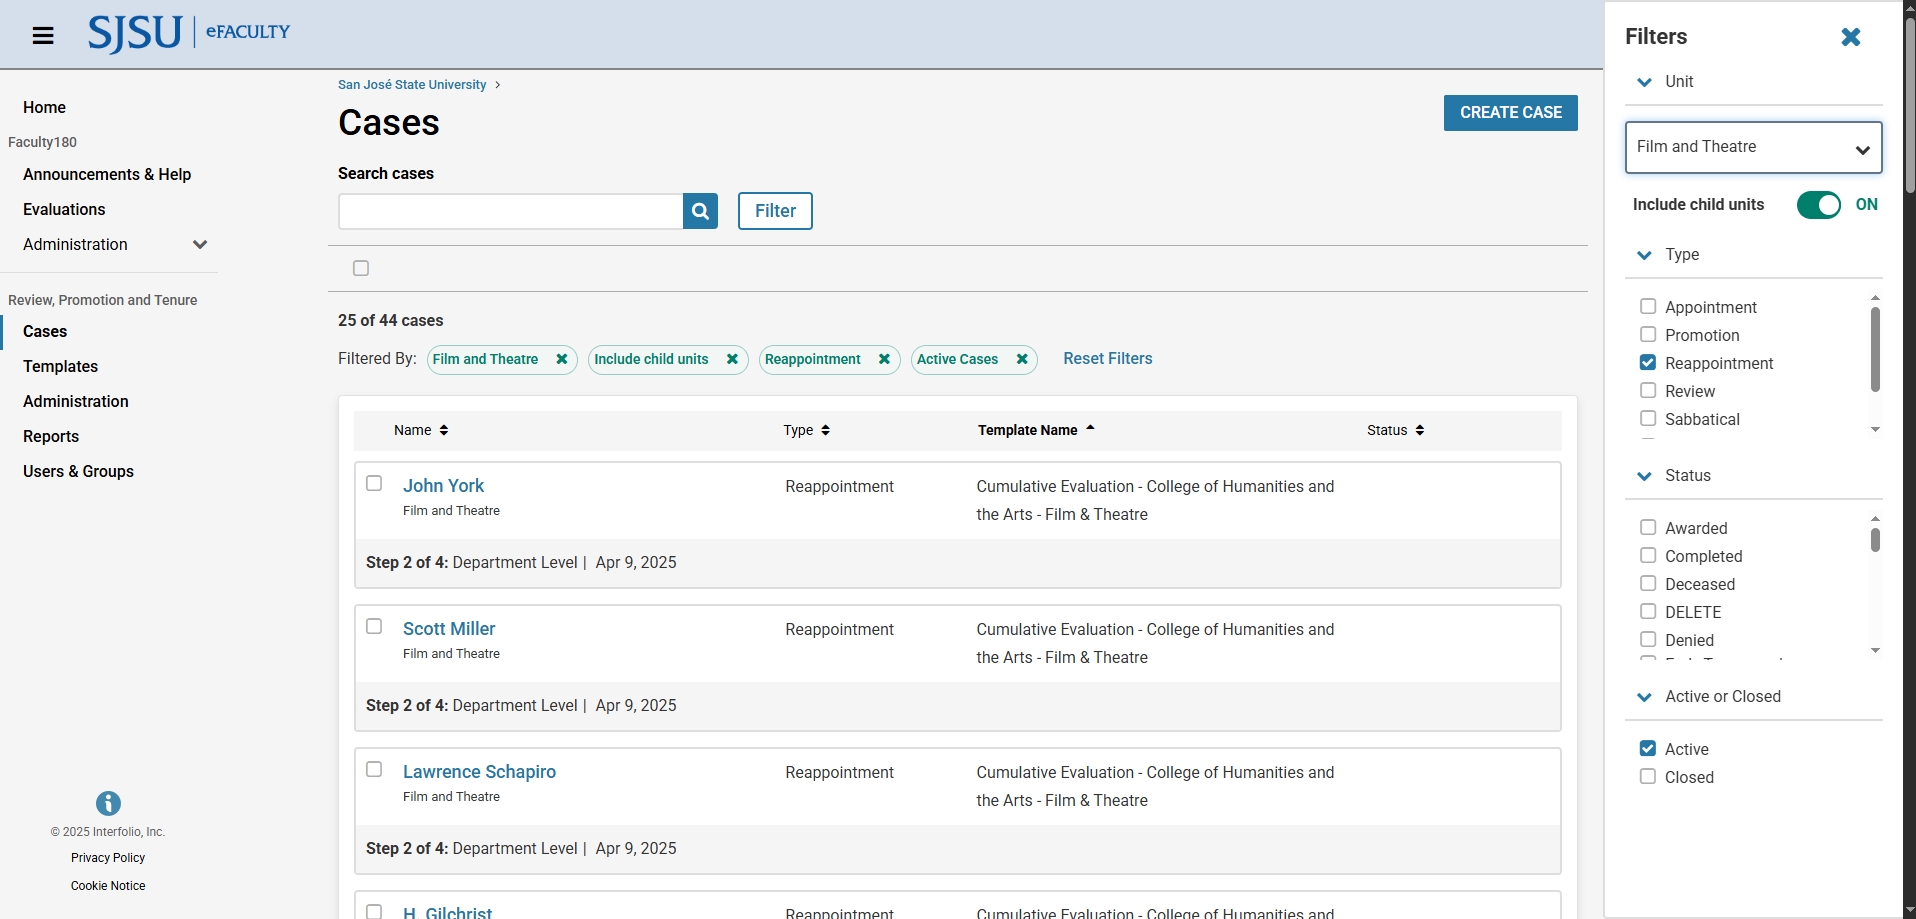 SJSU | eFACULTY
Home
Faculty180
Announcements & Help
Evaluations
Administration
Review, Promotion and Tenure
Cases
Templates
Administration
Reports
Users & Groups
© 2025 Interfolio, Inc.
Privacy Policy
Cookie Notice
San José State University >
Cases
CREATE CASE
Search cases
Filter
25 of 44 cases
Filtered By: Film and Theatre Include child units Reappointment Active Cases Reset Filters
Name Type Template Name Status
John York Reappointment Cumulative Evaluation - College of Humanities and
Film and Theatre the Arts - Film & Theatre
Step 2 of 4: Department Level | Apr 9, 2025
Scott Miller Reappointment Cumulative Evaluation - College of Humanities and
Film and Theatre the Arts - Film & Theatre
Step 2 of 4: Department Level | Apr 9, 2025
Lawrence Schapiro Reappointment Cumulative Evaluation - College of Humanities and
Film and Theatre the Arts - Film & Theatre
Step 2 of 4: Department Level | Apr 9, 2025
H. Gilchrist Reappointment Cumulative Evaluation - College of Humanities and
Filters
Unit
Film and Theatre
Include child units ON
Type
Appointment
Promotion
Reappointment
Review
Sabbatical
Status
Awarded
Completed
Deceased
DELETE
Denied
Active or Closed
Active
Closed